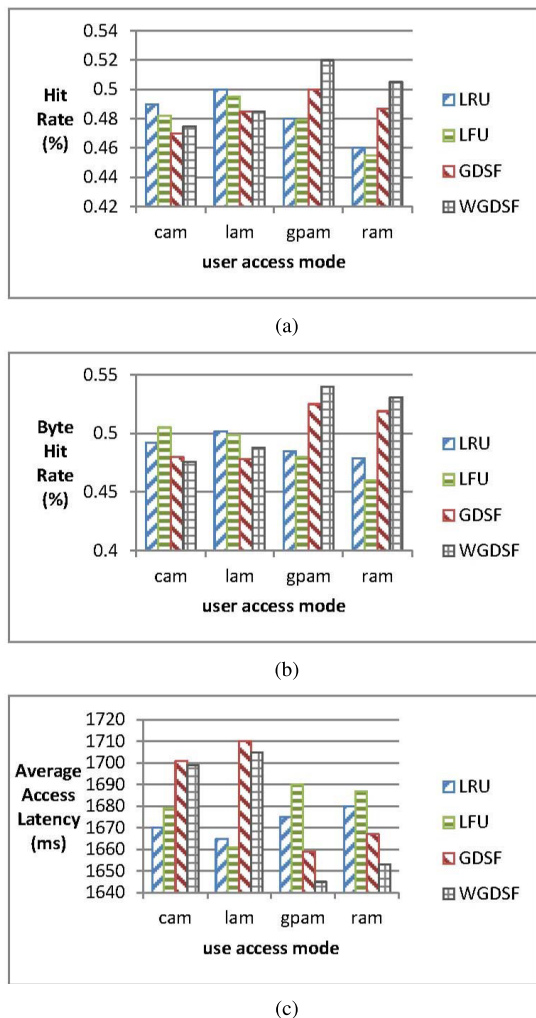 0.54
0.52
0.5
0.48
0.46
0.44
0.42
Hit
Rate
(%)
cam lam gpam ram
user access mode
LRU
LFU
GDSF
WGDSF
(a)
0.55
0.5
0.45
0.4
Byte
Hit
Rate
(%)
cam lam gpam ram
user access mode
LRU
LFU
GDSF
WGDSF
(b)
1720
1710
1700
1690
1680
1670
1660
1650
1640
Average
Access
Latency
(ms)
cam lam gpam ram
use access mode
LRU
LFU
GDSF
WGDSF
(c)